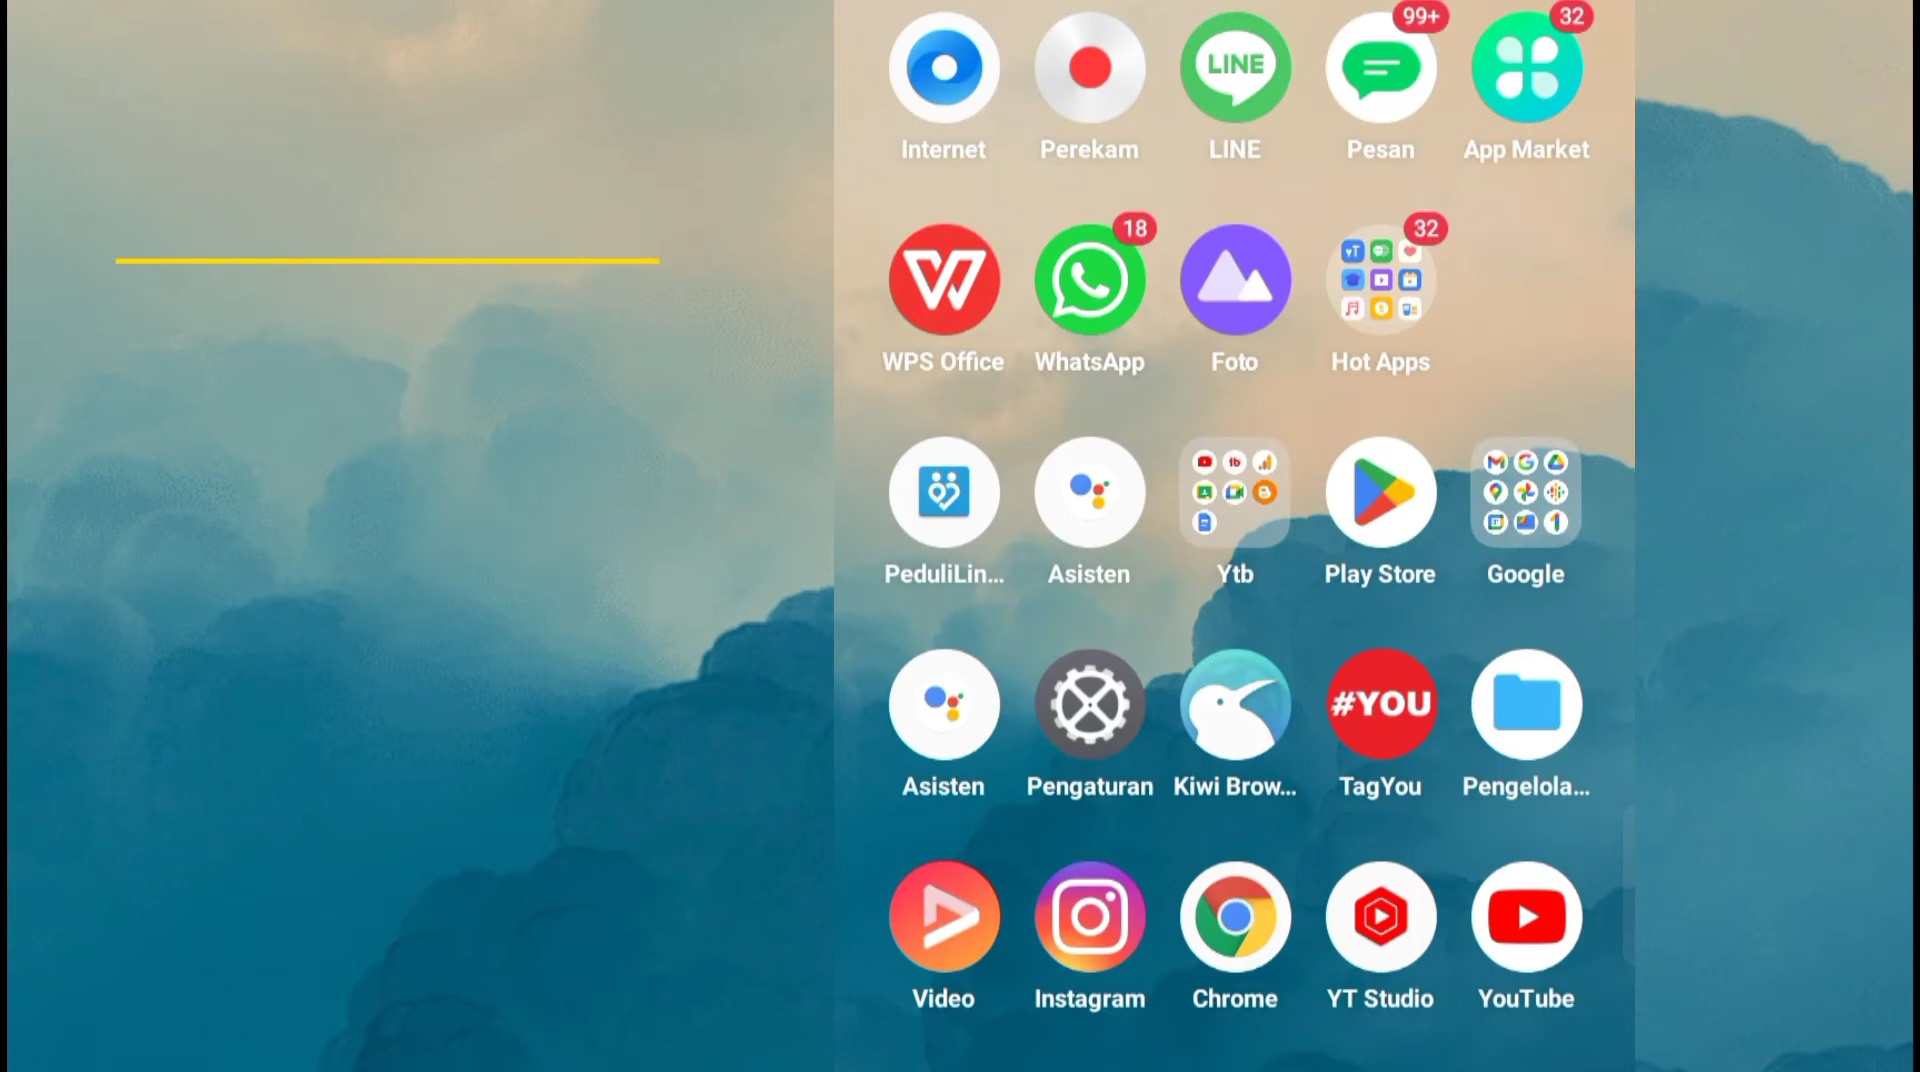 99+
32
LINE
Internet
Perekam
LINE
Pesan
App Market
18
32
WPS Office
WhatsApp
Foto
Hot Apps
PeduliLin...
Asisten
Ytb
Play Store
Google
#YOU
Asisten
Pengaturan
Kiwi Brow...
TagYou
Pengelola...
Video
Instagram
Chrome
YT Studio
YouTube